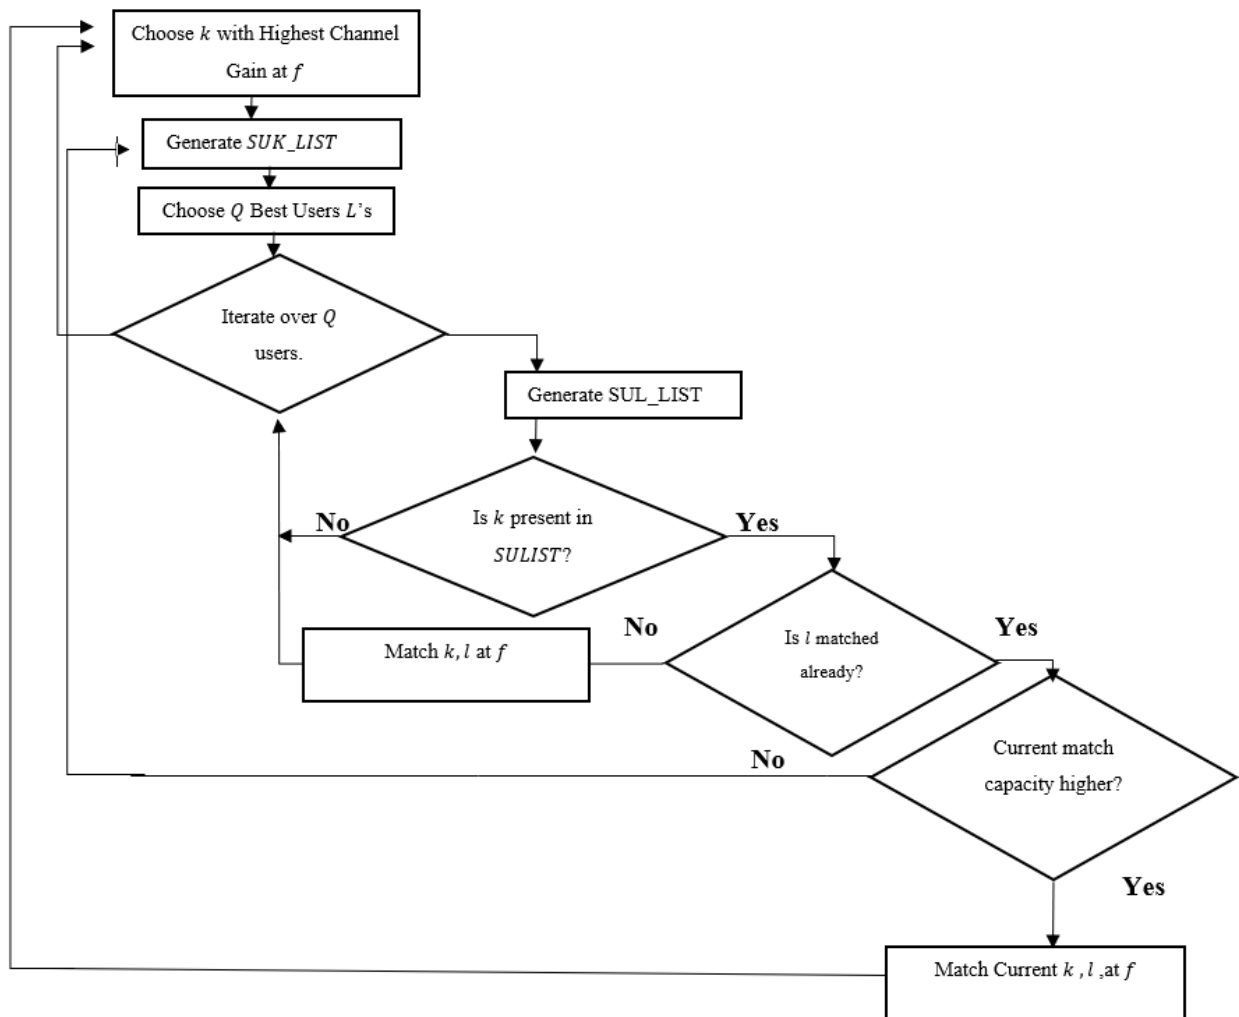 Choose k with Highest Channel
Gain at f
Generate SUK_LIST
Choose Q Best Users L's
Iterate over Q
users.
Generate SUL_LIST
Is k present in
SULIST?
No
Yes
Match k, l at f
No
Is l matched
already?
Yes
Current match
capacity higher?
No
Yes
Match Current k , l ,at f